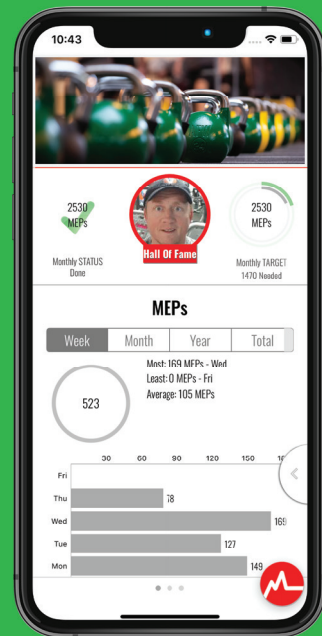 10:43
2530
MEPs
Monthly STATUS
Done
Hall Of Fame
2530
MEPs
Monthly TARGET
1470 Needed
MEPs
Week Month Year Total
Most: 169 MEPs - Wed
Least: 0 MEPs - Fri
Average: 105 MEPs
523
30 60 90 120 150
Fri
Thu 78
Wed 169
Tue 127
Mon 149